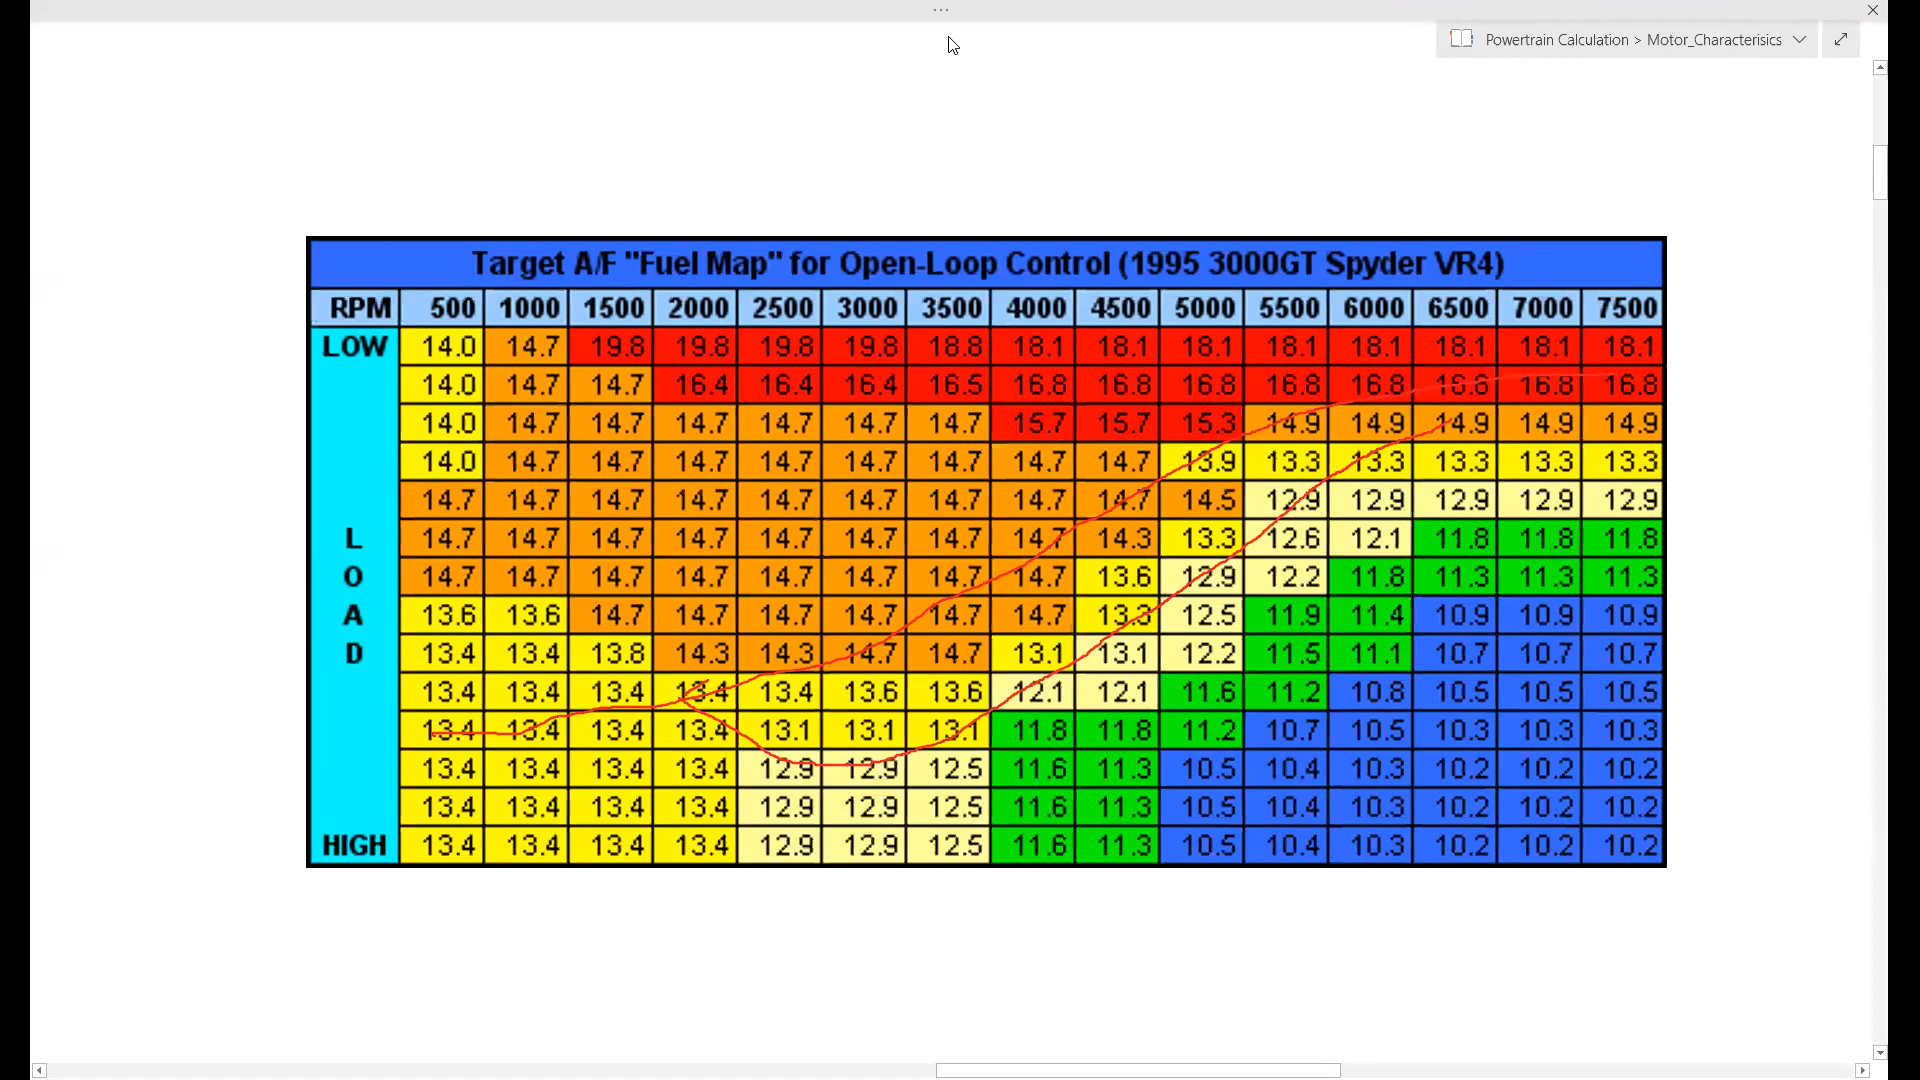 ...
Powertrain Calculation > Motor_Characterisics
Target A/F "Fuel Map" for Open-Loop Control (1995 3000GT Spyder VR4)
RPM 500 1000 1500 2000 2500 3000 3500 4000 4500 5000 5500 6000 6500 7000 7500
LOW 14.0 14.7 19.8 19.8 19.8 19.8 18.8 18.1 18.1 18.1 18.1 18.1 18.1 18.1 18.1
14.0 14.7 14.7 16.4 16.4 16.4 16.5 16.8 16.8 16.8 16.8 16.8 16.8 16.8 16.8
14.0 14.7 14.7 14.7 14.7 14.7 14.7 15.7 15.7 15.3 14.9 14.9 14.9 14.9 14.9
14.0 14.7 14.7 14.7 14.7 14.7 14.7 14.7 14.7 13.9 13.3 13.3 13.3 13.3 13.3
14.7 14.7 14.7 14.7 14.7 14.7 14.7 14.7 14.7 14.5 12.9 12.9 12.9 12.9 12.9
L 14.7 14.7 14.7 14.7 14.7 14.7 14.7 14.7 14.3 13.3 12.6 12.1 11.8 11.8 11.8
O 14.7 14.7 14.7 14.7 14.7 14.7 14.7 14.7 13.6 12.9 12.2 11.8 11.3 11.3 11.3
A 13.6 13.6 14.7 14.7 14.7 14.7 14.7 14.7 13.3 12.5 11.9 11.4 10.9 10.9 10.9
D 13.4 13.4 13.8 14.3 14.3 14.7 14.7 13.1 13.1 12.2 11.5 11.1 10.7 10.7 10.7
13.4 13.4 13.4 13.4 13.4 13.6 13.6 12.1 12.1 11.6 11.2 10.8 10.5 10.5 10.5
13.4 13.4 13.4 13.4 13.1 13.1 13.1 11.8 11.8 11.2 10.7 10.5 10.3 10.3 10.3
13.4 13.4 13.4 13.4 12.9 12.9 12.5 11.6 11.3 10.5 10.4 10.3 10.2 10.2 10.2
13.4 13.4 13.4 13.4 12.9 12.9 12.5 11.6 11.3 10.5 10.4 10.3 10.2 10.2 10.2
HIGH 13.4 13.4 13.4 13.4 12.9 12.9 12.5 11.6 11.3 10.5 10.4 10.3 10.2 10.2 10.2